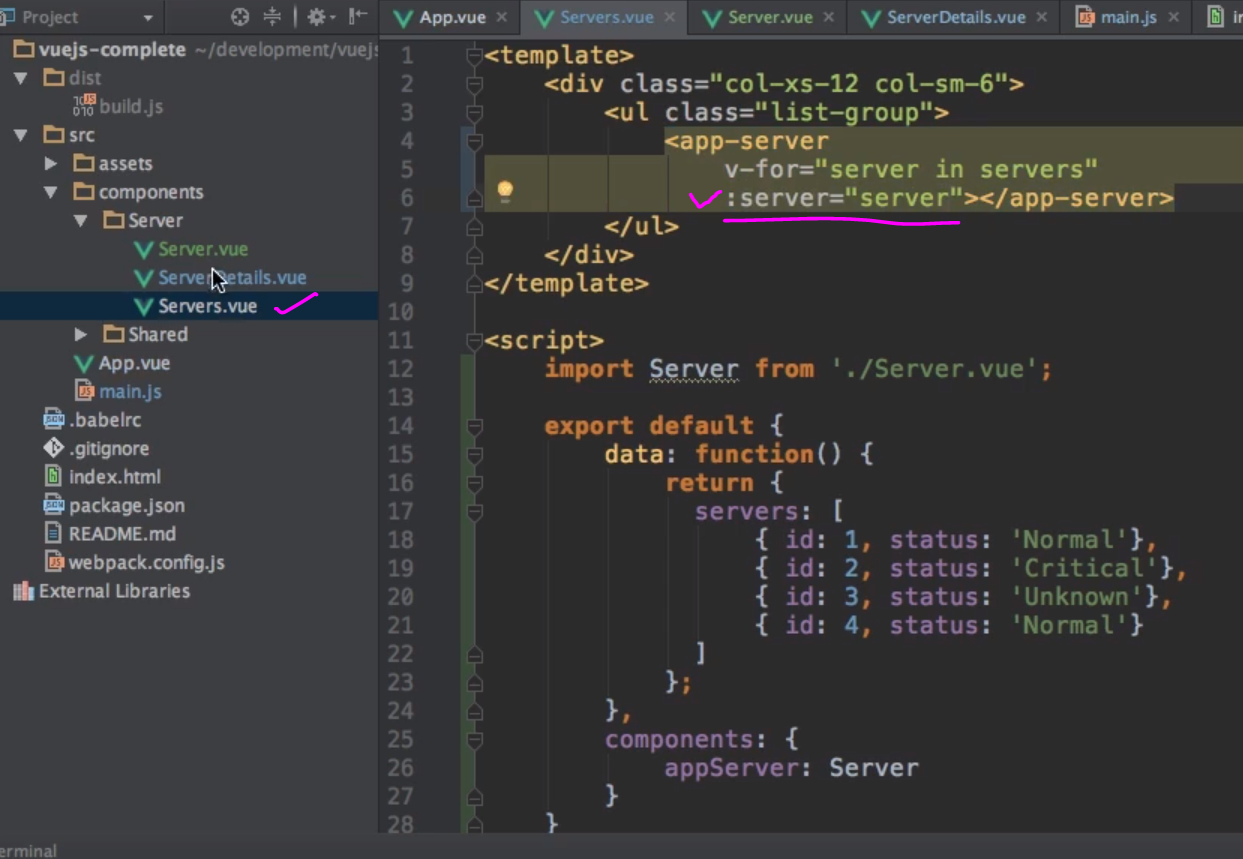 Project
App.vue
Servers.vue
Server.vue
ServerDetails.vue
main.js
vuejs-complete ~/development/vuejs
dist
build.js
src
assets
components
Server
Server.vue
ServerDetails.vue
Servers.vue
Shared
App.vue
main.js
.babelrc
.gitignore
index.html
package.json
README.md
webpack.config.js
External Libraries
1 <template>
2 <div class="col-xs-12 col-sm-6">
3 <ul class="list-group">
4 <app-server
5 v-for="server in servers"
6 :server="server"></app-server>
7 </ul>
8 </div>
9 </template>
10
11 <script>
12 import Server from './Server.vue';
13
14 export default {
15 data: function() {
16 return {
17 servers: [
18 { id: 1, status: 'Normal'},
19 { id: 2, status: 'Critical'},
20 { id: 3, status: 'Unknown'},
21 { id: 4, status: 'Normal'}
22 ]
23 };
24 },
25 components: {
26 appServer: Server
27 }
28 }
erminal